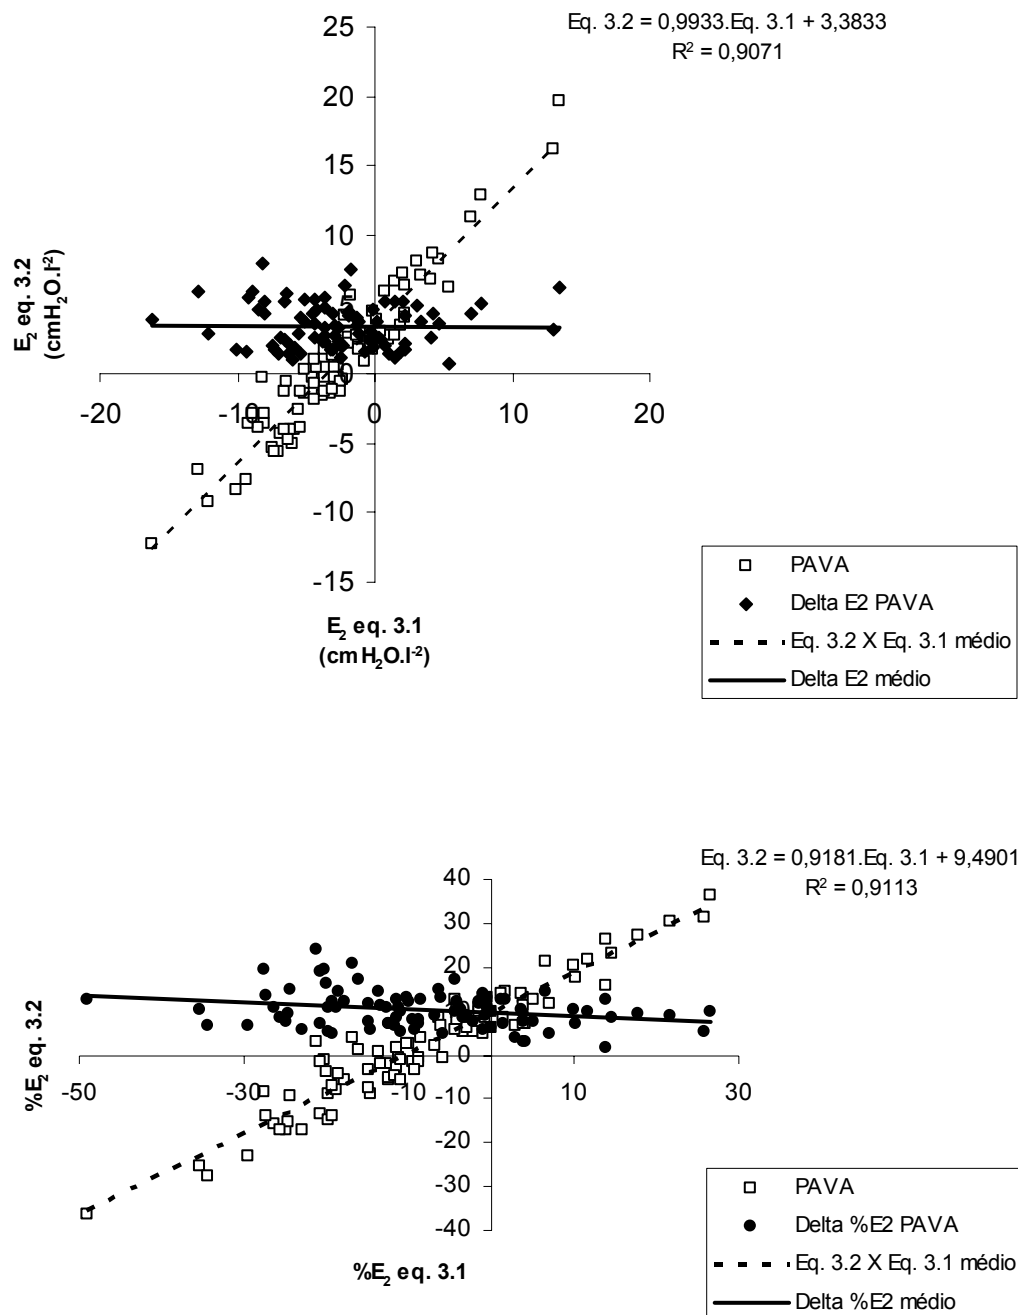 Eq. 3.2 = 0,9933.Eq. 3.1 + 3,3833
R² = 0,9071
25
20
15
10
5
0
-5
-10
-15
-20
-10
0
10
20
E₂ eq. 3.2
(cmH₂O.l⁻²)
E₂ eq. 3.1
(cmH₂O.l⁻²)
PAVA
Delta E2 PAVA
Eq. 3.2 X Eq. 3.1 médio
Delta E2 médio
Eq. 3.2 = 0,9181.Eq. 3.1 + 9,4901
R² = 0,9113
40
30
20
10
0
-10
-20
-30
-40
-50
-30
-10
10
30
%E₂ eq. 3.2
%E₂ eq. 3.1
PAVA
Delta %E2 PAVA
Eq. 3.2 X Eq. 3.1 médio
Delta %E2 médio